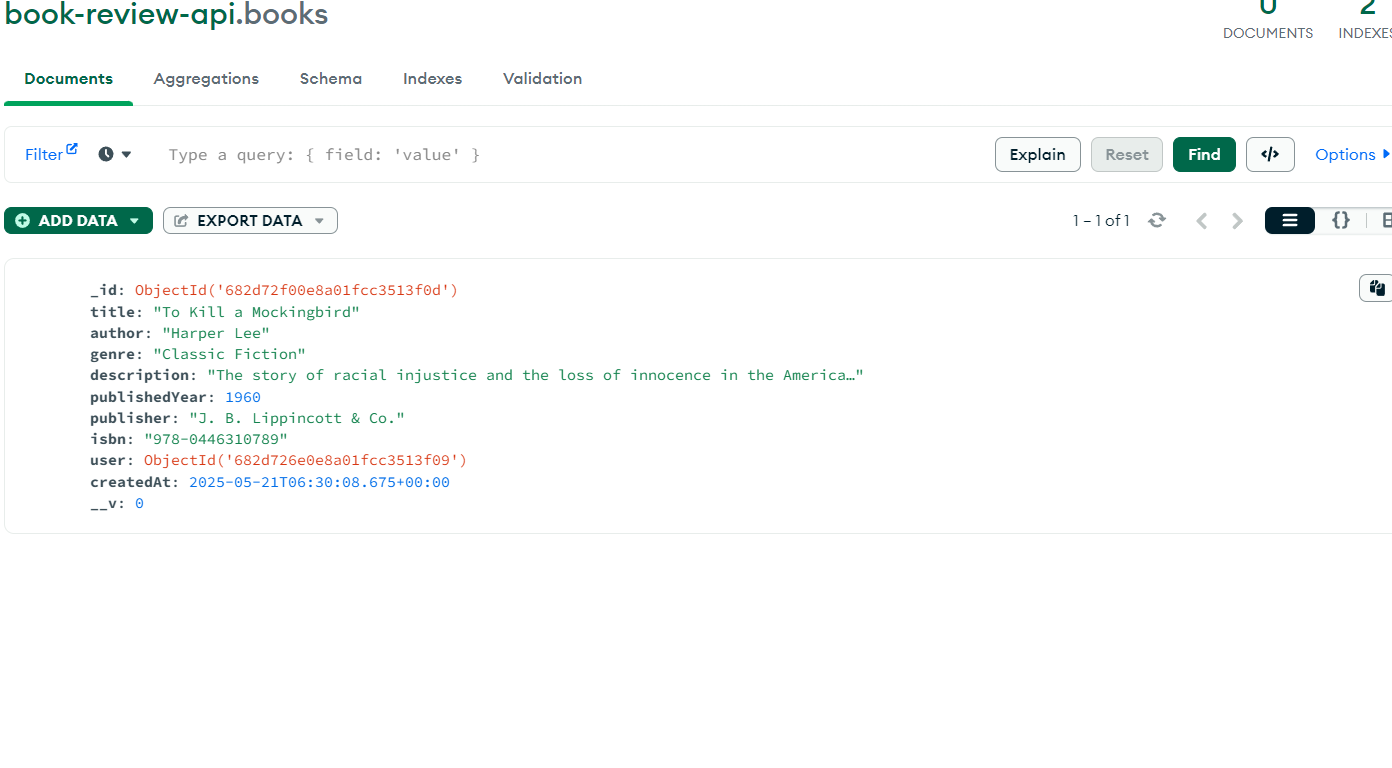 book-review-api.books
0 2
DOCUMENTS INDEXES
Documents Aggregations Schema Indexes Validation
Filter Type a query: { field: 'value' } Explain Reset Find </> Options
ADD DATA EXPORT DATA 1 – 1 of 1 {}
_id: ObjectId('682d72f00e8a01fcc3513f0d')
title: "To Kill a Mockingbird"
author: "Harper Lee"
genre: "Classic Fiction"
description: "The story of racial injustice and the loss of innocence in the America…"
publishedYear: 1960
publisher: "J. B. Lippincott & Co."
isbn: "978-0446310789"
user: ObjectId('682d726e0e8a01fcc3513f09')
createdAt: 2025-05-21T06:30:08.675+00:00
__v: 0